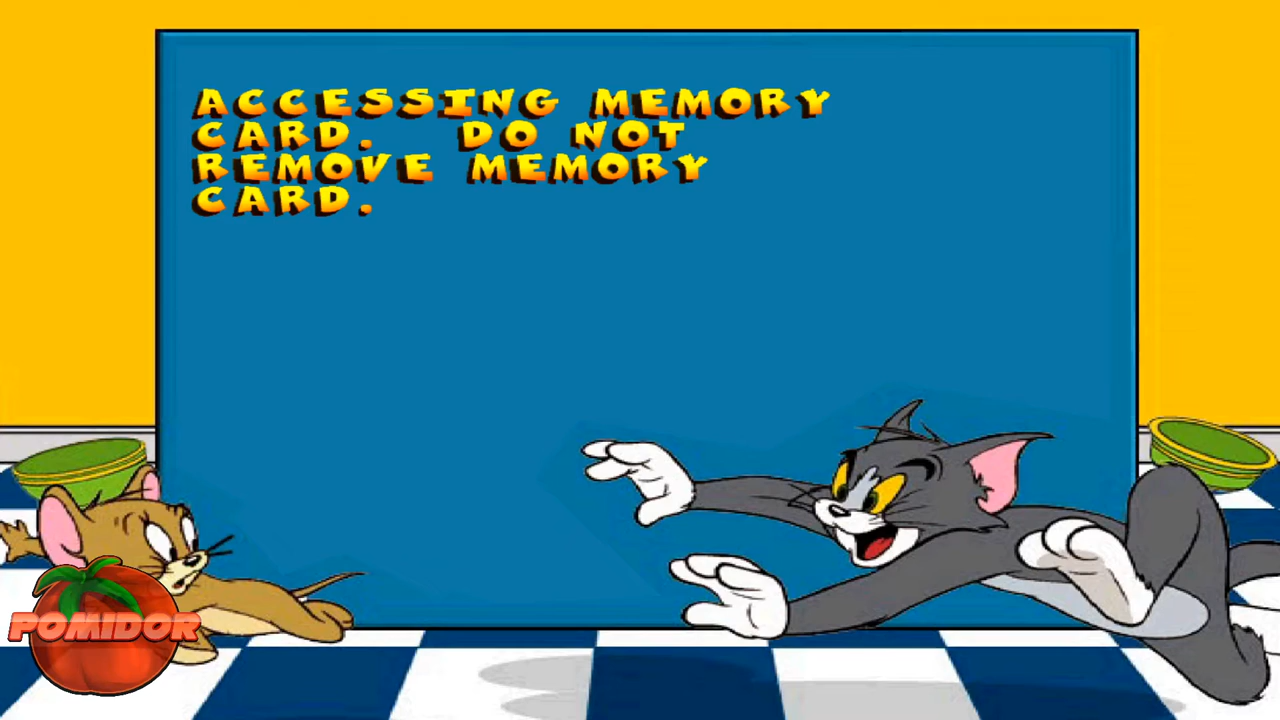 ACCESSING MEMORY
CARD. DO NOT
REMOVE MEMORY
CARD.
POMIDOR